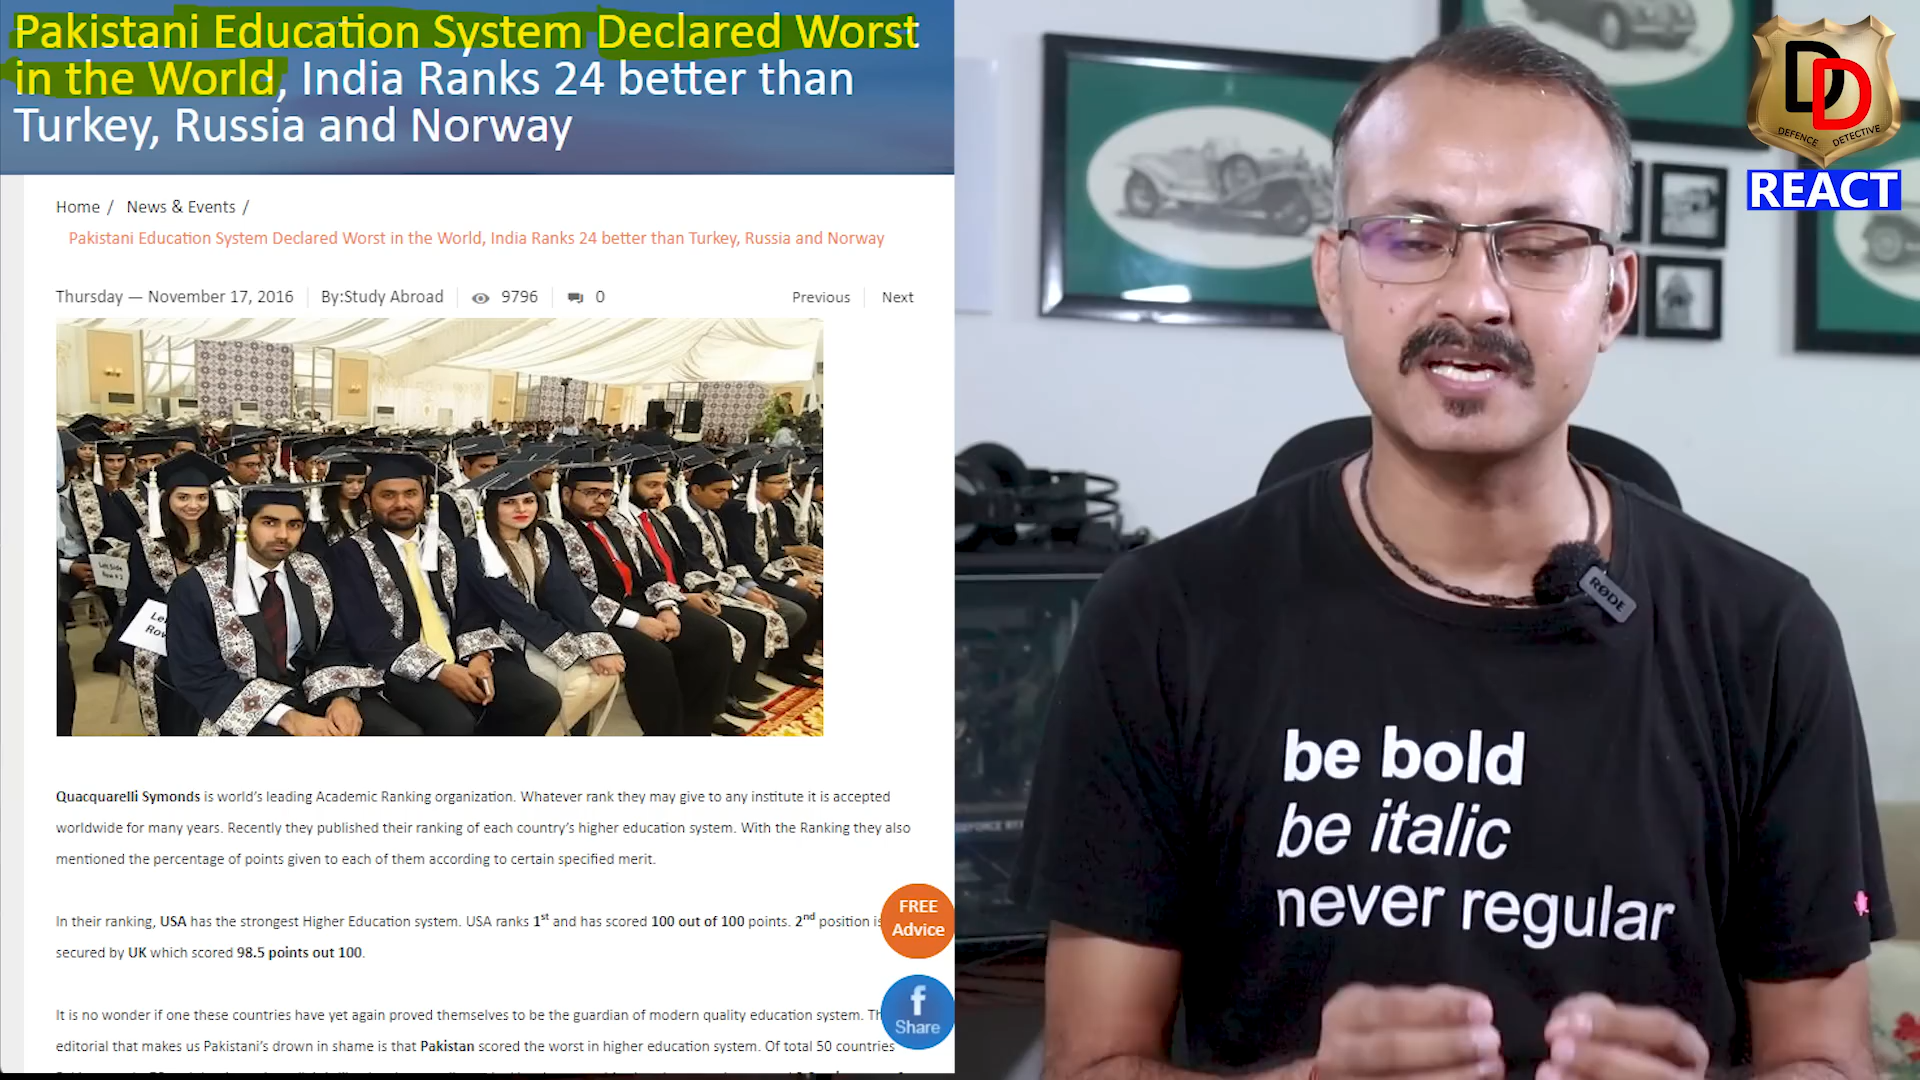 Pakistani Education System Declared Worst
in the World, India Ranks 24 better than
Turkey, Russia and Norway
Home / News & Events /
Pakistani Education System Declared Worst in the World, India Ranks 24 better than Turkey, Russia and Norway
Thursday — November 17, 2016 By:Study Abroad 9796 0 Previous Next
Left Side
Row # 2
Quacquarelli Symonds is world's leading Academic Ranking organization. Whatever rank they may give to any institute it is accepted
worldwide for many years. Recently they published their ranking of each country's higher education system. With the Ranking they also
mentioned the percentage of points given to each of them according to certain specified merit.
In their ranking, USA has the strongest Higher Education system. USA ranks 1st and has scored 100 out of 100 points. 2nd position is
secured by UK which scored 98.5 points out 100.
It is no wonder if one these countries have yet again proved themselves to be the guardian of modern quality education system.
editorial that makes us Pakistani's drown in shame is that Pakistan scored the worst in higher education system. Of total 50 countries
FREE
Advice
f
Share
DD
DEFENCE DETECTIVE
REACT
RØDE
be bold
be italic
never regular